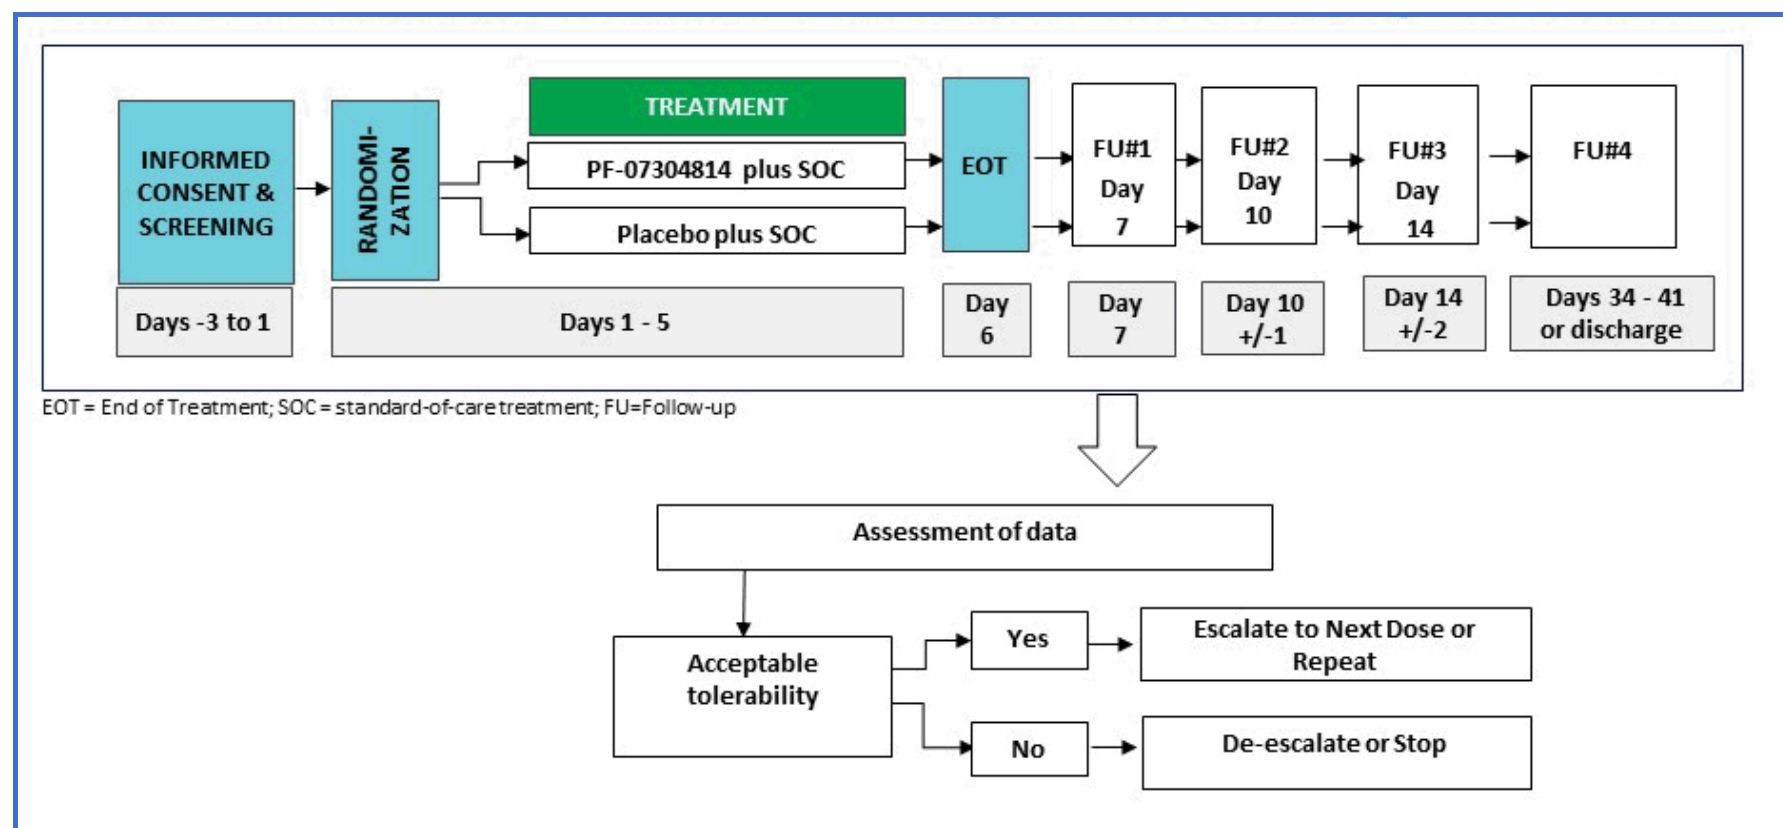 INFORMED
CONSENT &
SCREENING
RANDOMI-
ZATION
TREATMENT
PF-07304814 plus SOC
Placebo plus SOC
EOT
FU#1
Day
7
FU#2
Day
10
FU#3
Day
14
FU#4
Days -3 to 1
Days 1 - 5
Day
6
Day
7
Day 10
+/-1
Day 14
+/-2
Days 34 - 41
or discharge
EOT = End of Treatment; SOC = standard-of-care treatment; FU=Follow-up
Assessment of data
Acceptable
tolerability
Yes
Escalate to Next Dose or
Repeat
No
De-escalate or Stop